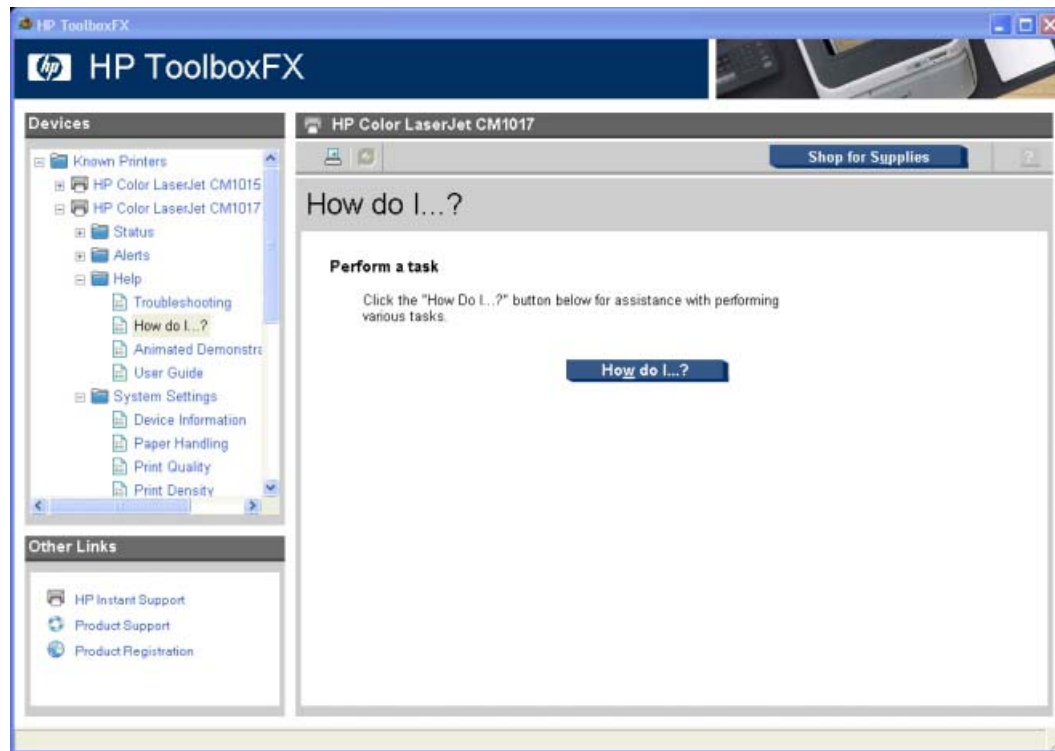 HP ToolboxFX
hp HP ToolboxFX
Devices
Known Printers
HP Color LaserJet CM1015
HP Color LaserJet CM1017
Status
Alerts
Help
Troubleshooting
How do I...?
Animated Demonstra
User Guide
System Settings
Device Information
Paper Handling
Print Quality
Print Density
Other Links
HP Instant Support
Product Support
Product Registration
HP Color LaserJet CM1017
Shop for Supplies
?
How do I...?
Perform a task
Click the "How Do I...?" button below for assistance with performing
various tasks.
How do I...?